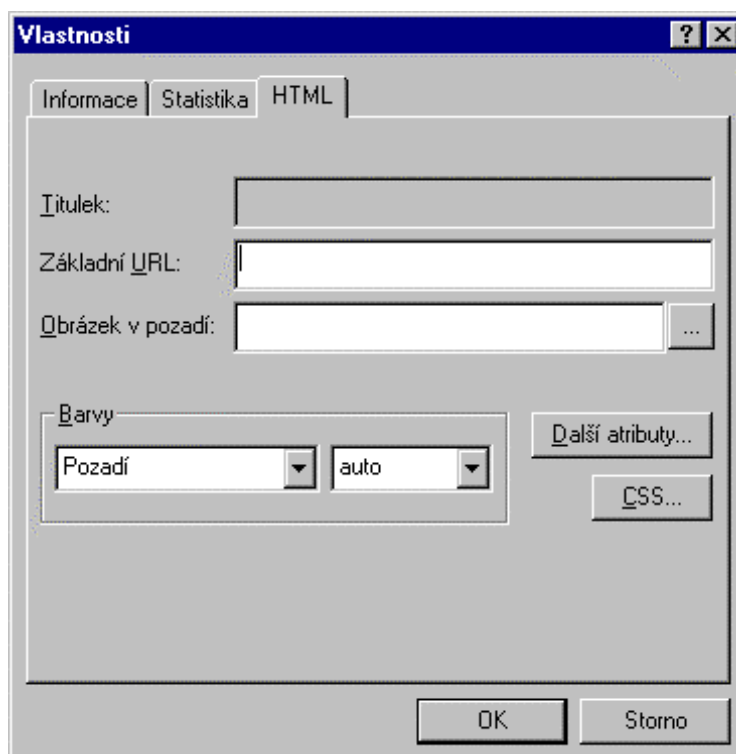 Vlastnosti
Informace Statistika HTML
Titulek:
Základní URL:
Obrázek v pozadí: ...
Barvy
Pozadí auto
Další atributy...
CSS...
OK Storno